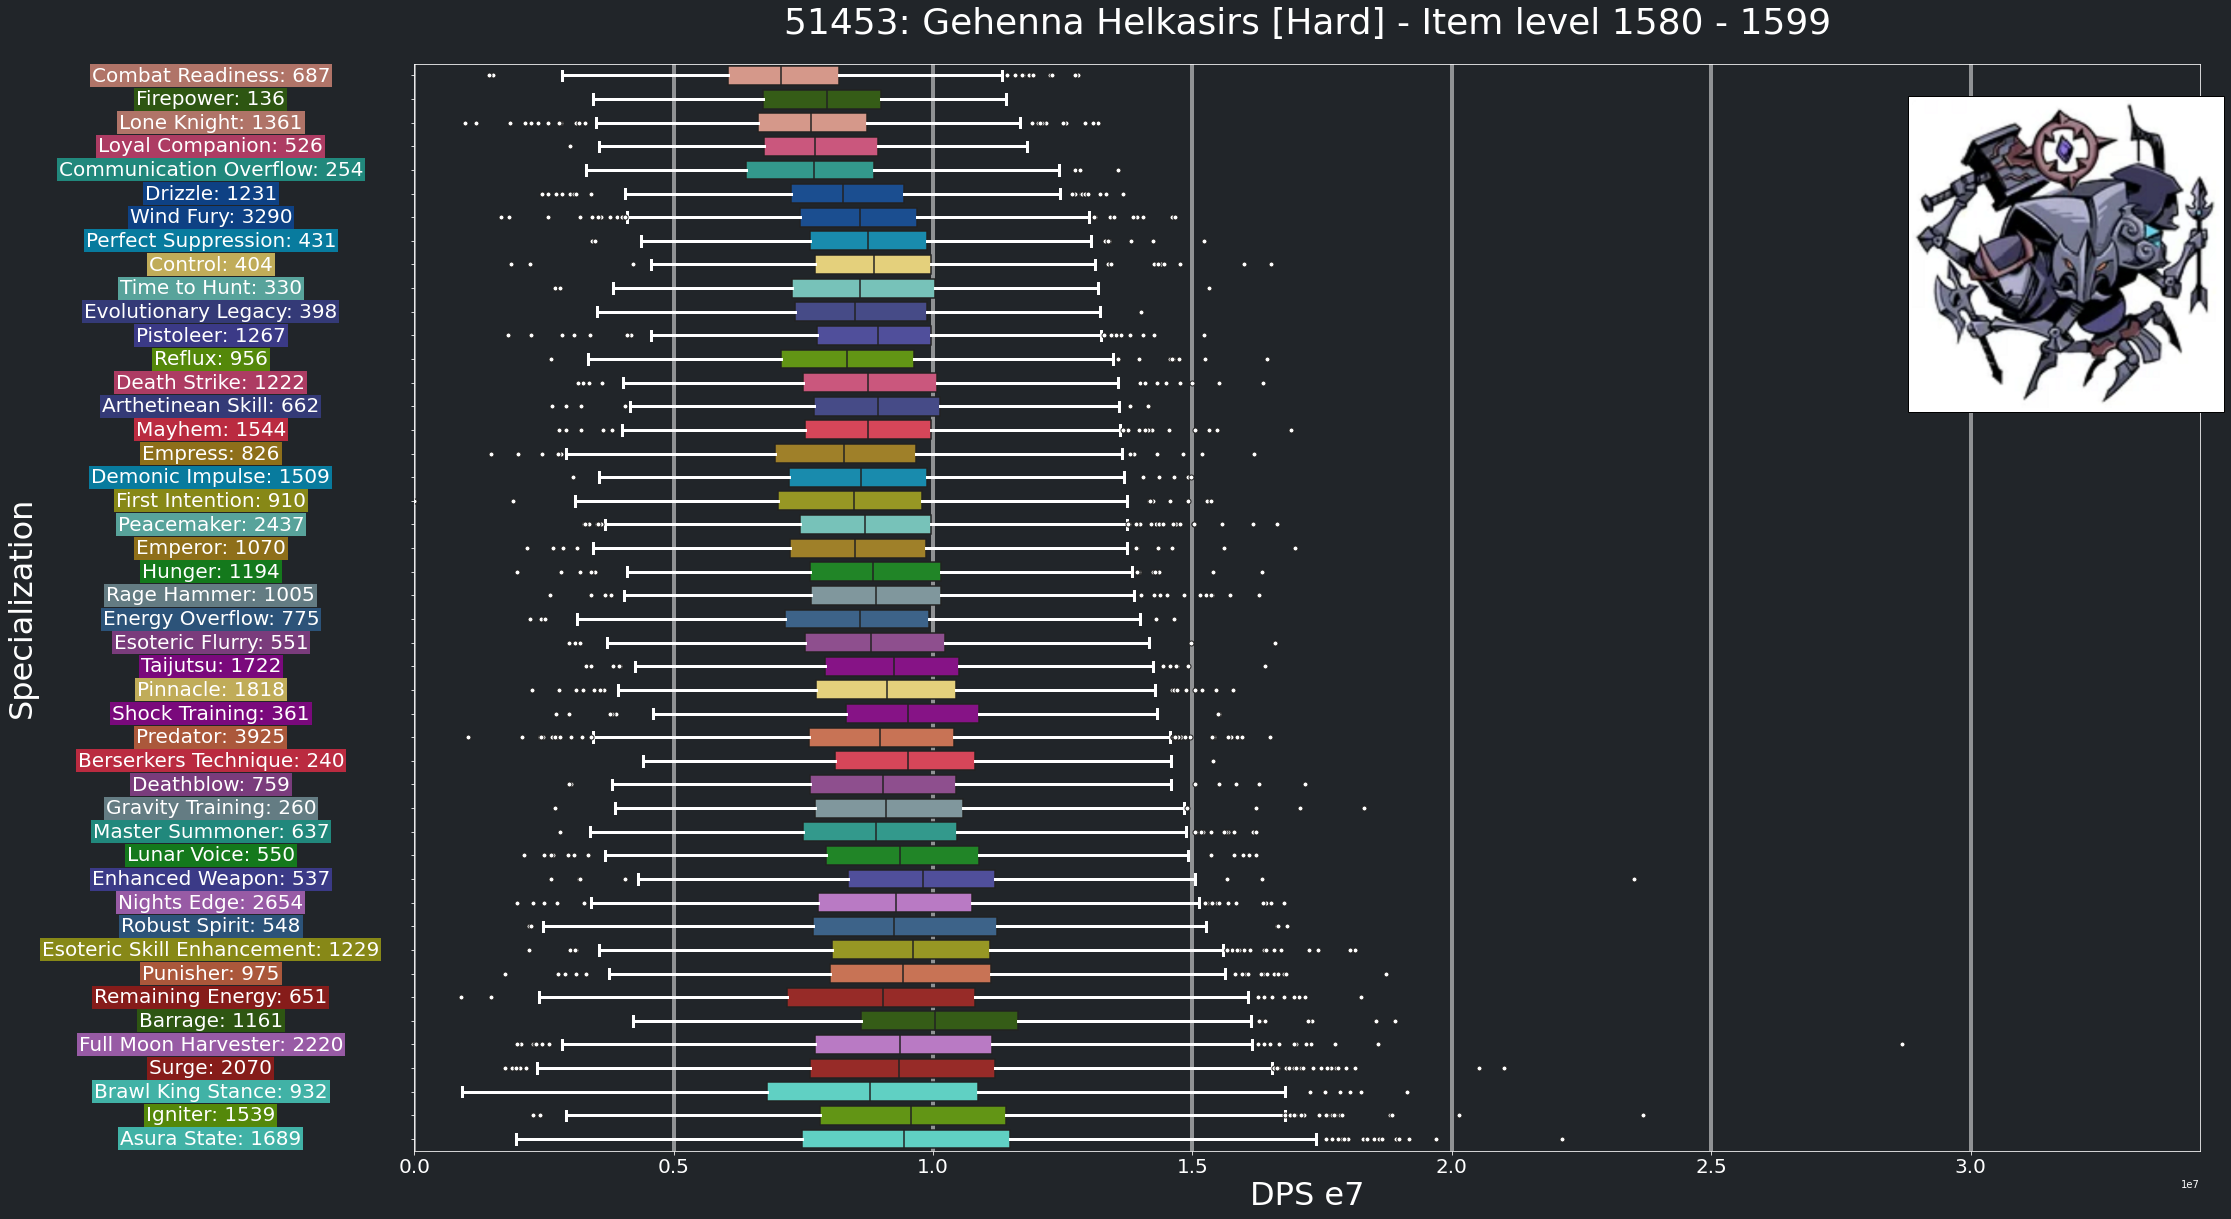 51453: Gehenna Helkasirs [Hard] - Item level 1580 - 1599
Combat Readiness: 687
Firepower: 136
Lone Knight: 1361
Loyal Companion: 526
Communication Overflow: 254
Drizzle: 1231
Wind Fury: 3290
Perfect Suppression: 431
Control: 404
Time to Hunt: 330
Evolutionary Legacy: 398
Pistoleer: 1267
Reflux: 956
Death Strike: 1222
Arthetinean Skill: 662
Mayhem: 1544
Empress: 826
Demonic Impulse: 1509
First Intention: 910
Peacemaker: 2437
Emperor: 1070
Hunger: 1194
Rage Hammer: 1005
Energy Overflow: 775
Esoteric Flurry: 551
Taijutsu: 1722
Pinnacle: 1818
Shock Training: 361
Predator: 3925
Berserkers Technique: 240
Deathblow: 759
Gravity Training: 260
Master Summoner: 637
Lunar Voice: 550
Enhanced Weapon: 537
Nights Edge: 2654
Robust Spirit: 548
Esoteric Skill Enhancement: 1229
Punisher: 975
Remaining Energy: 651
Barrage: 1161
Full Moon Harvester: 2220
Surge: 2070
Brawl King Stance: 932
Igniter: 1539
Asura State: 1689
Specialization
0.0 0.5 1.0 1.5 2.0 2.5 3.0
DPS e7
1e7